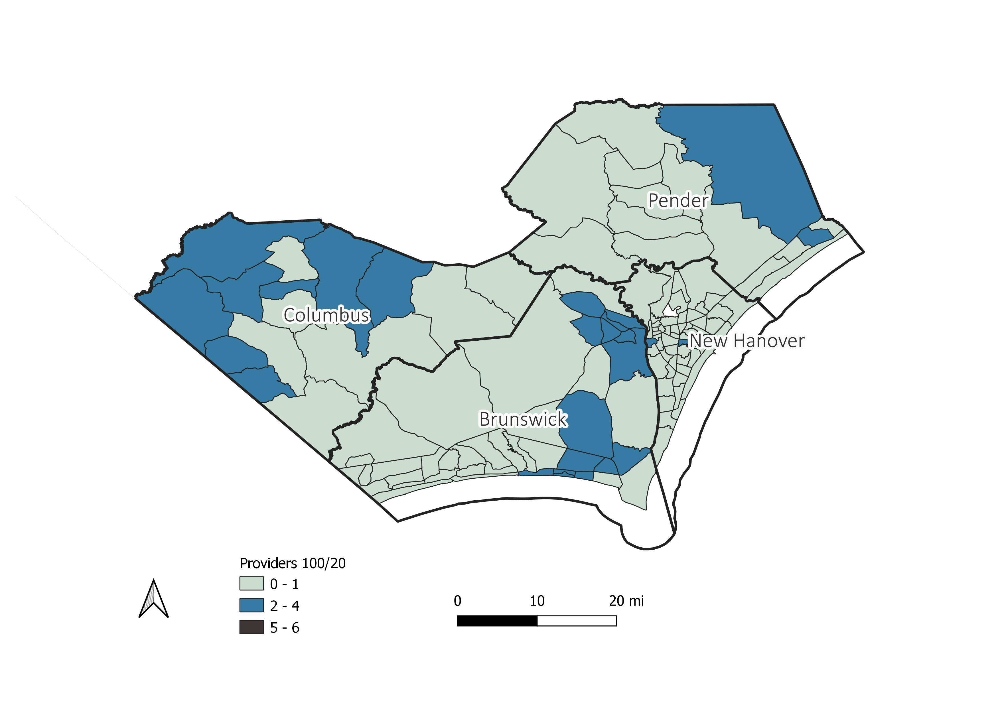 Pender
Columbus
New Hanover
Brunswick
Providers 100/20
0 - 1
2 - 4
5 - 6
0 10 20 mi